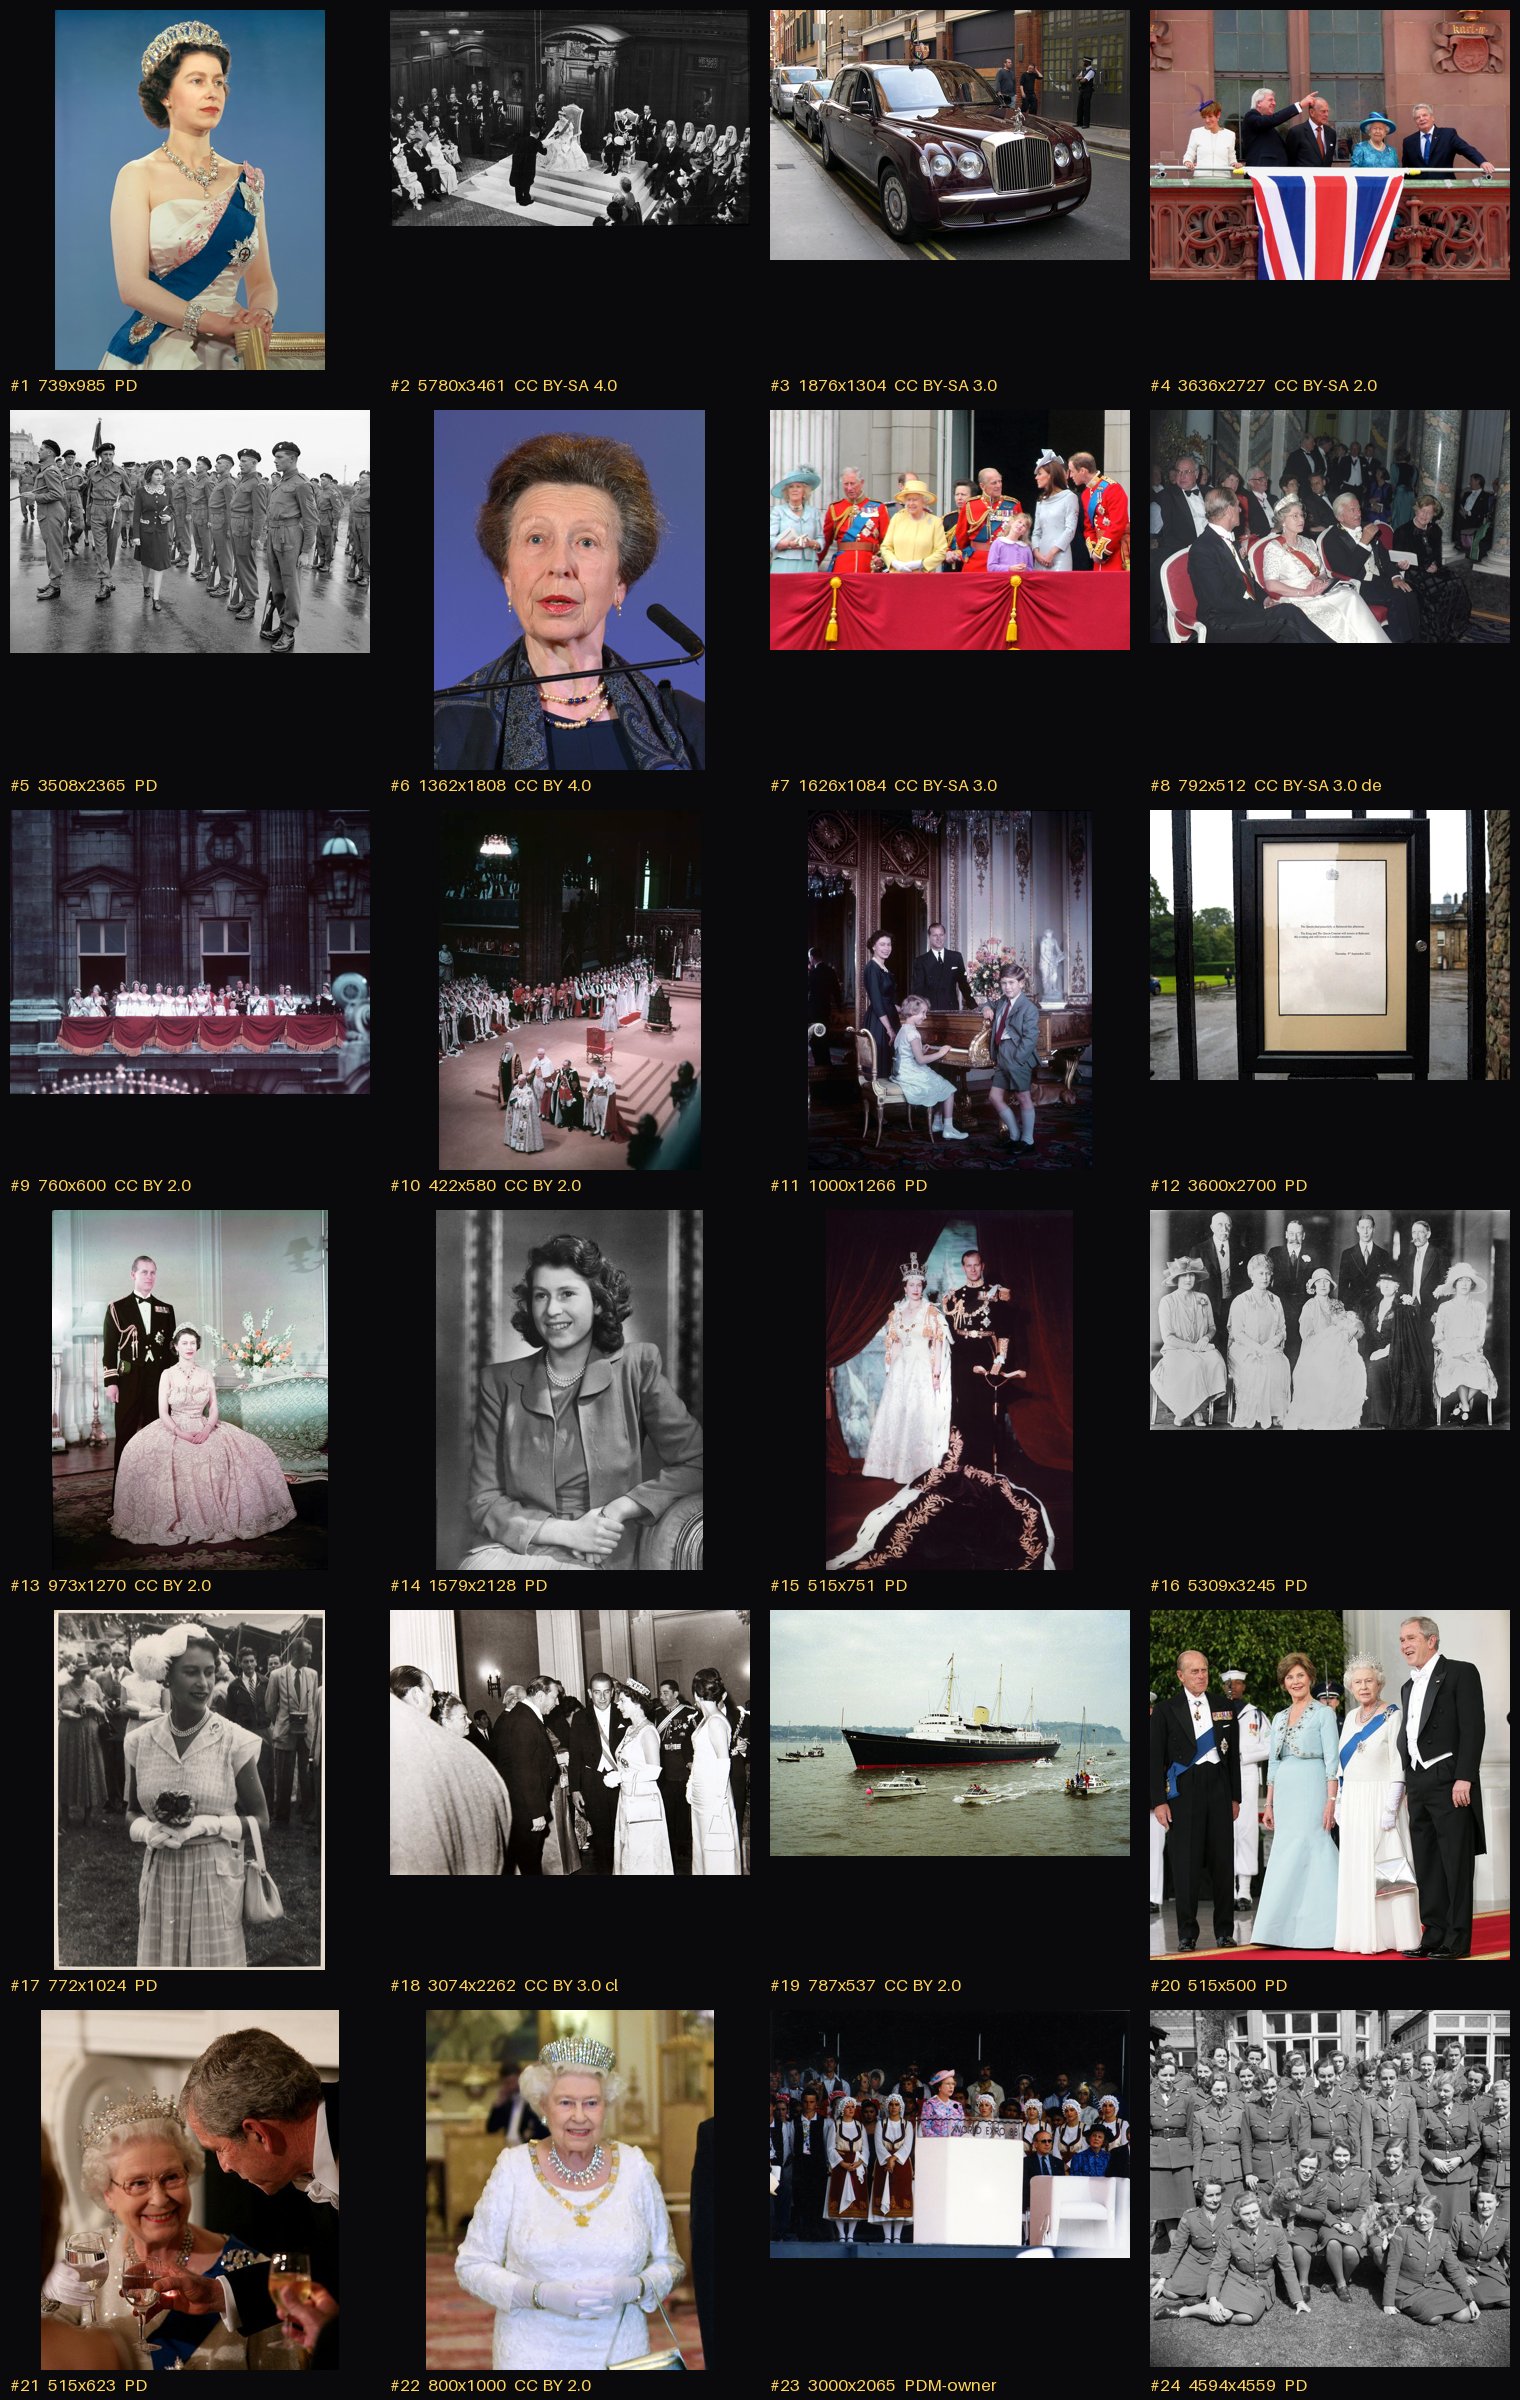 #1 739x985 PD
#2 5780x3461 CC BY-SA 4.0
#3 1876x1304 CC BY-SA 3.0
#4 3636x2727 CC BY-SA 2.0
#5 3508x2365 PD
#6 1362x1808 CC BY 4.0
#7 1626x1084 CC BY-SA 3.0
#8 792x512 CC BY-SA 3.0 de
#9 760x600 CC BY 2.0
#10 422x580 CC BY 2.0
#11 1000x1266 PD
#12 3600x2700 PD
#13 973x1270 CC BY 2.0
#14 1579x2128 PD
#15 515x751 PD
#16 5309x3245 PD
#17 772x1024 PD
#18 3074x2262 CC BY 3.0 cl
#19 787x537 CC BY 2.0
#20 515x500 PD
WORLD EXPO 88
#21 515x623 PD
#22 800x1000 CC BY 2.0
#23 3000x2065 PDM-owner
#24 4594x4559 PD